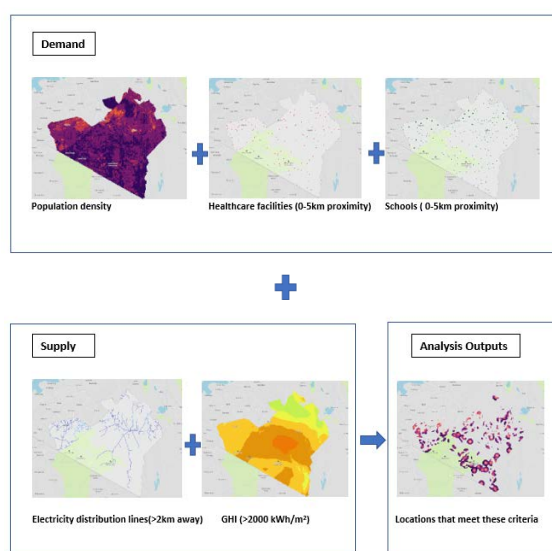 Demand
Population density
Healthcare facilities (0-5km proximity)
Schools ( 0-5km proximity)
Supply
Analysis Outputs
Electricity distribution lines(>2km away)
GHI (>2000 kWh/m²)
Locations that meet these criteria